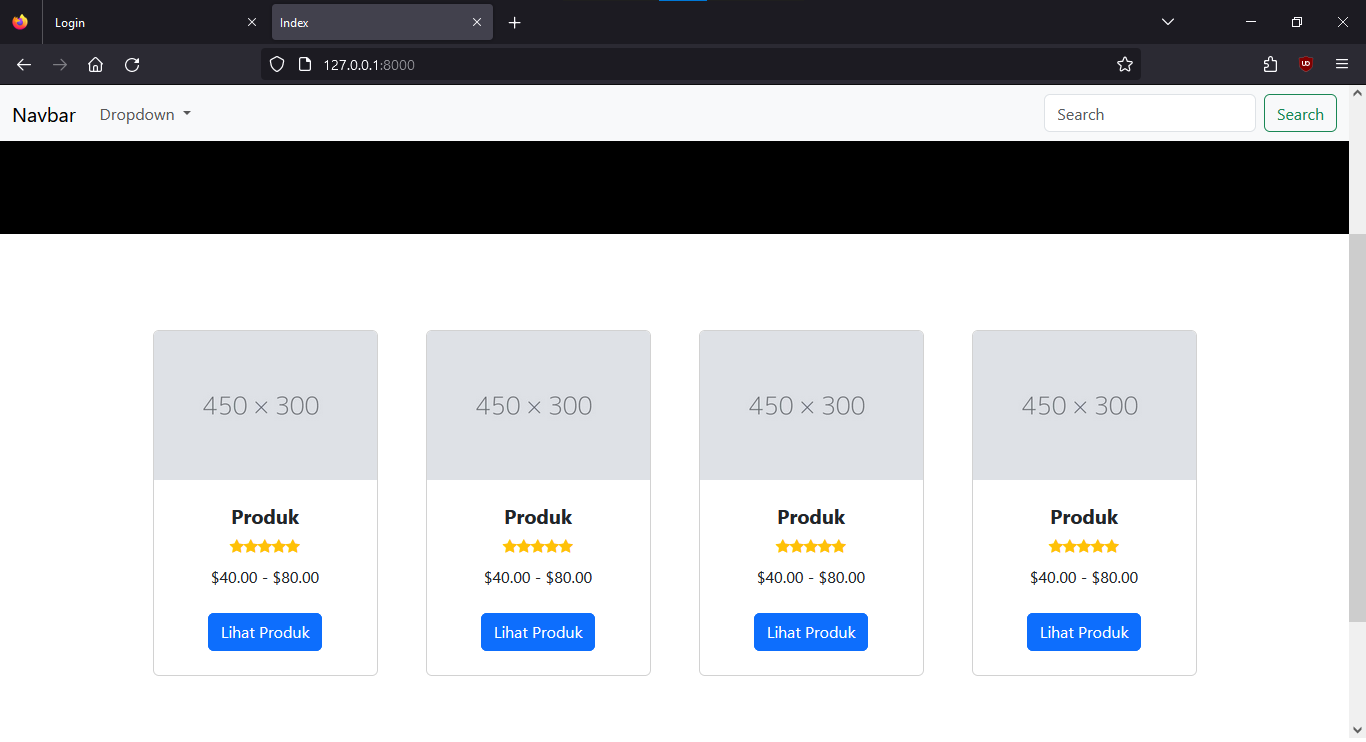 Login
Index
127.0.0.1:8000
Navbar Dropdown Search Search
450 × 300 450 × 300 450 × 300 450 × 300
Produk Produk Produk Produk
$40.00 - $80.00 $40.00 - $80.00 $40.00 - $80.00 $40.00 - $80.00
Lihat Produk Lihat Produk Lihat Produk Lihat Produk